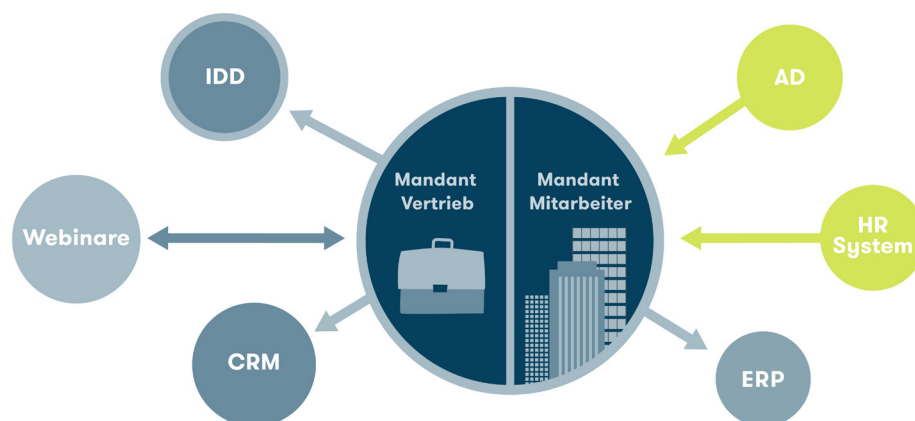 IDD
AD
Mandant
Vertrieb
Mandant
Mitarbeiter
Webinare
HR
System
CRM
ERP